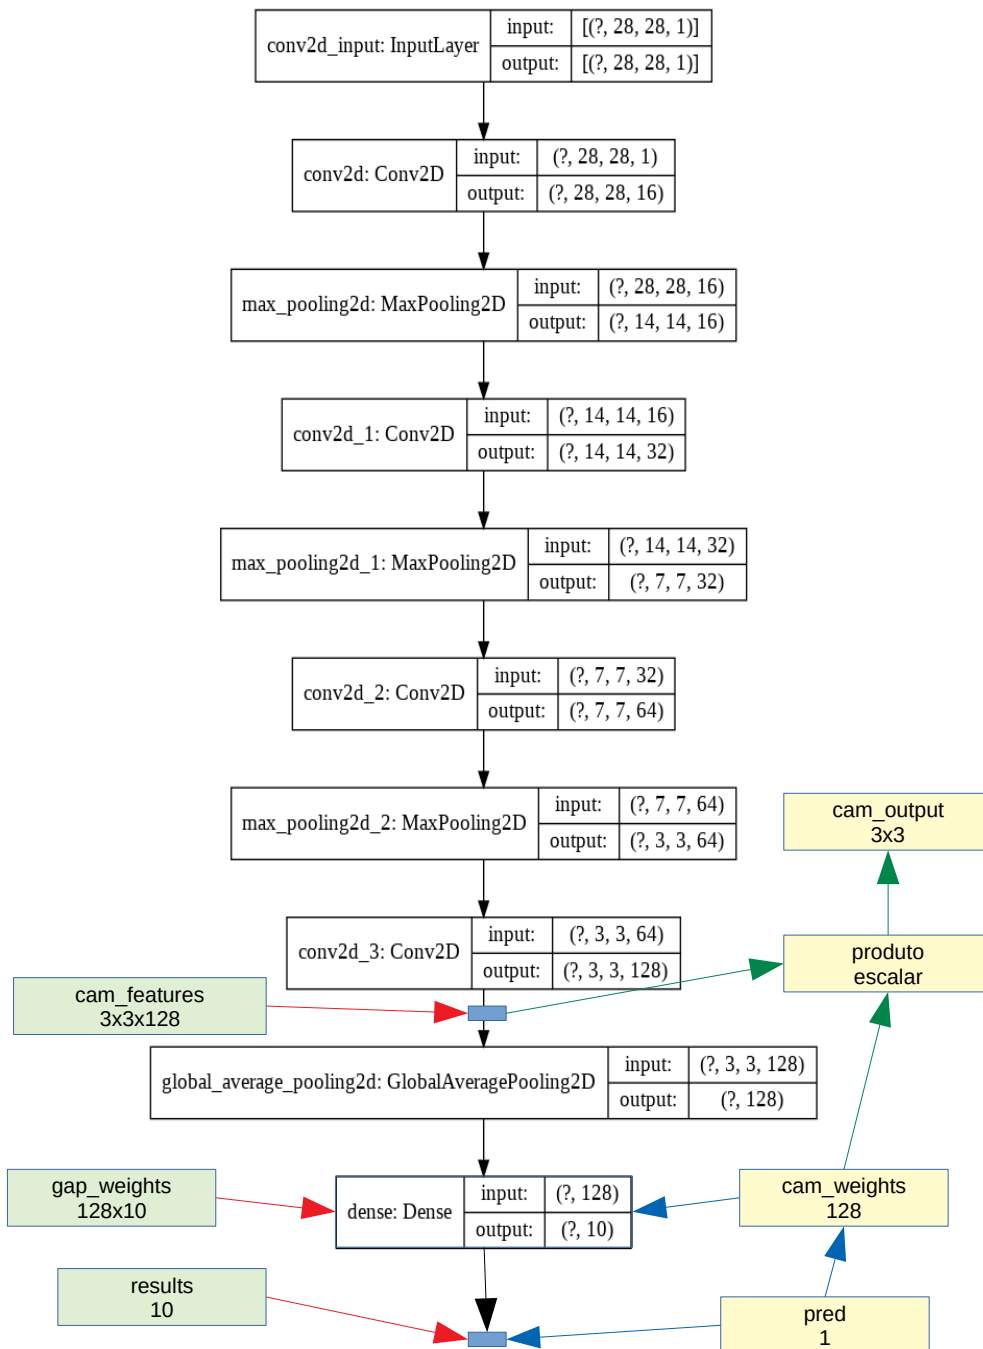 conv2d_input: InputLayer
input: [(?, 28, 28, 1)]
output: [(?, 28, 28, 1)]
conv2d: Conv2D
input: (?, 28, 28, 1)
output: (?, 28, 28, 16)
max_pooling2d: MaxPooling2D
input: (?, 28, 28, 16)
output: (?, 14, 14, 16)
conv2d_1: Conv2D
input: (?, 14, 14, 16)
output: (?, 14, 14, 32)
max_pooling2d_1: MaxPooling2D
input: (?, 14, 14, 32)
output: (?, 7, 7, 32)
conv2d_2: Conv2D
input: (?, 7, 7, 32)
output: (?, 7, 7, 64)
max_pooling2d_2: MaxPooling2D
input: (?, 7, 7, 64)
output: (?, 3, 3, 64)
cam_output
3x3
conv2d_3: Conv2D
input: (?, 3, 3, 64)
output: (?, 3, 3, 128)
produto
escalar
cam_features
3x3x128
global_average_pooling2d: GlobalAveragePooling2D
input: (?, 3, 3, 128)
output: (?, 128)
gap_weights
128x10
dense: Dense
input: (?, 128)
output: (?, 10)
cam_weights
128
results
10
pred
1